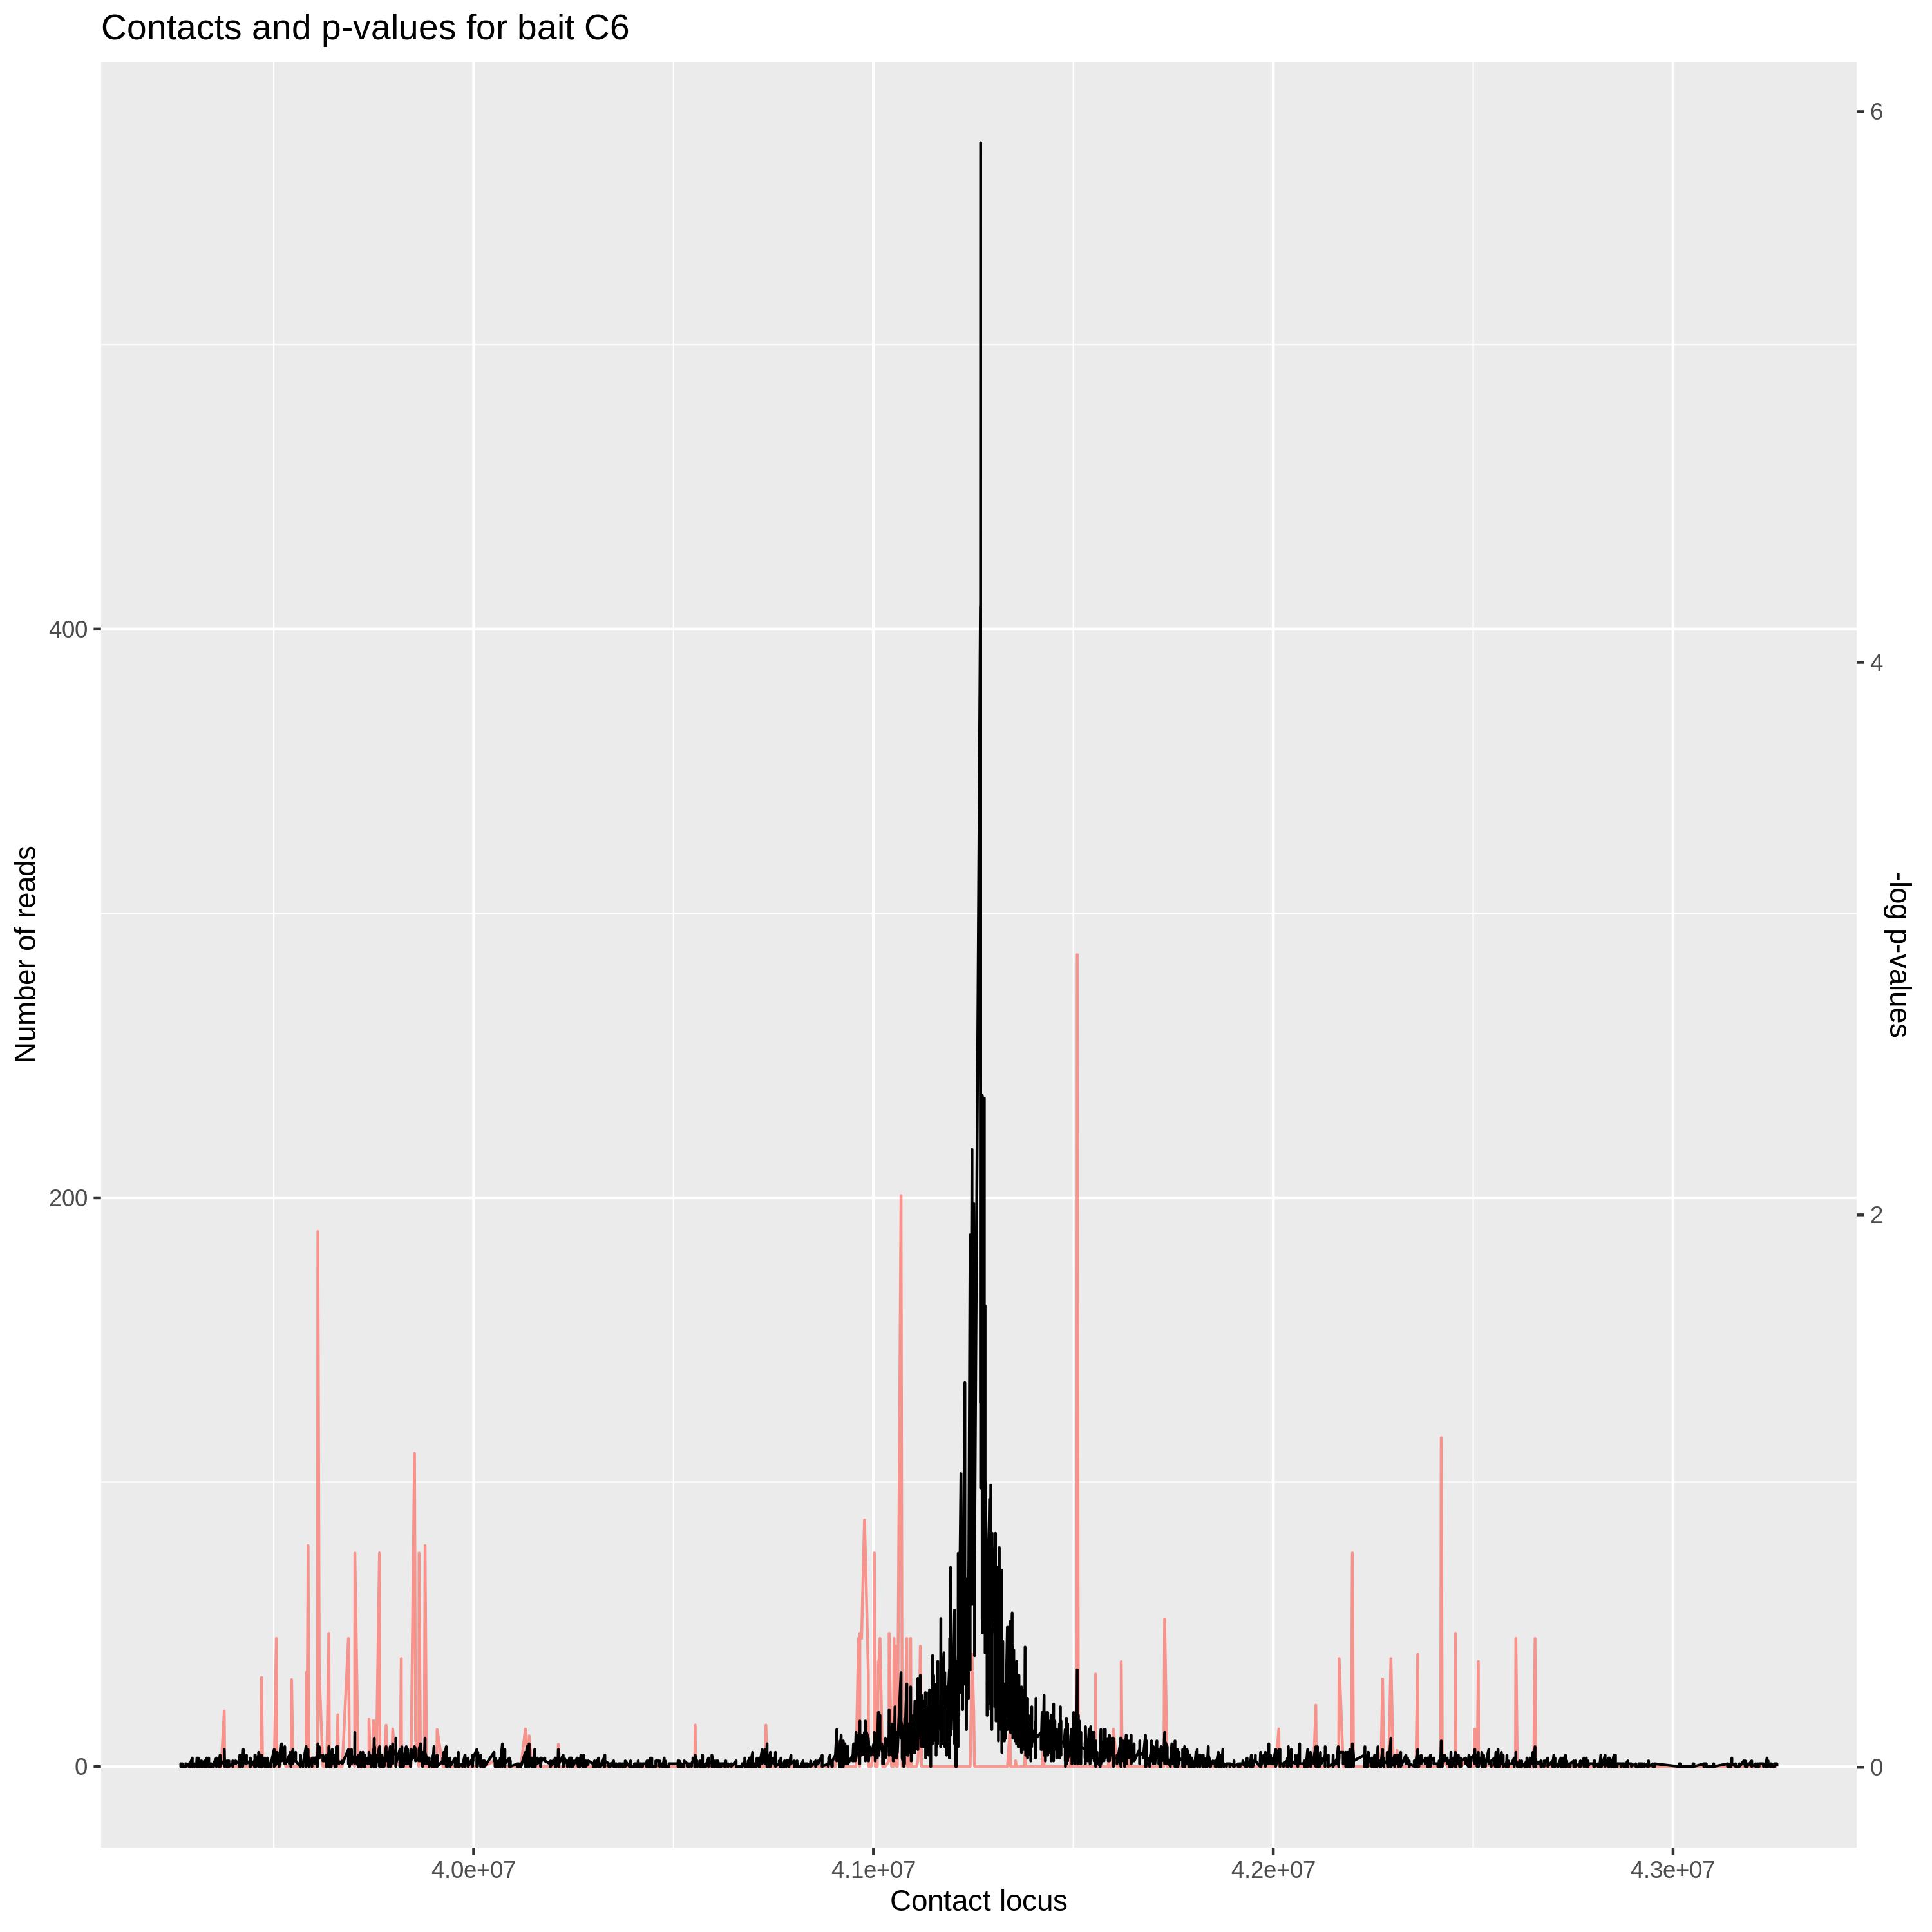 Contacts and p-values for bait C6
6
400
4
Number of reads
-log p-values
200
2
0
0
4.0e+07
4.1e+07
4.2e+07
4.3e+07
Contact locus